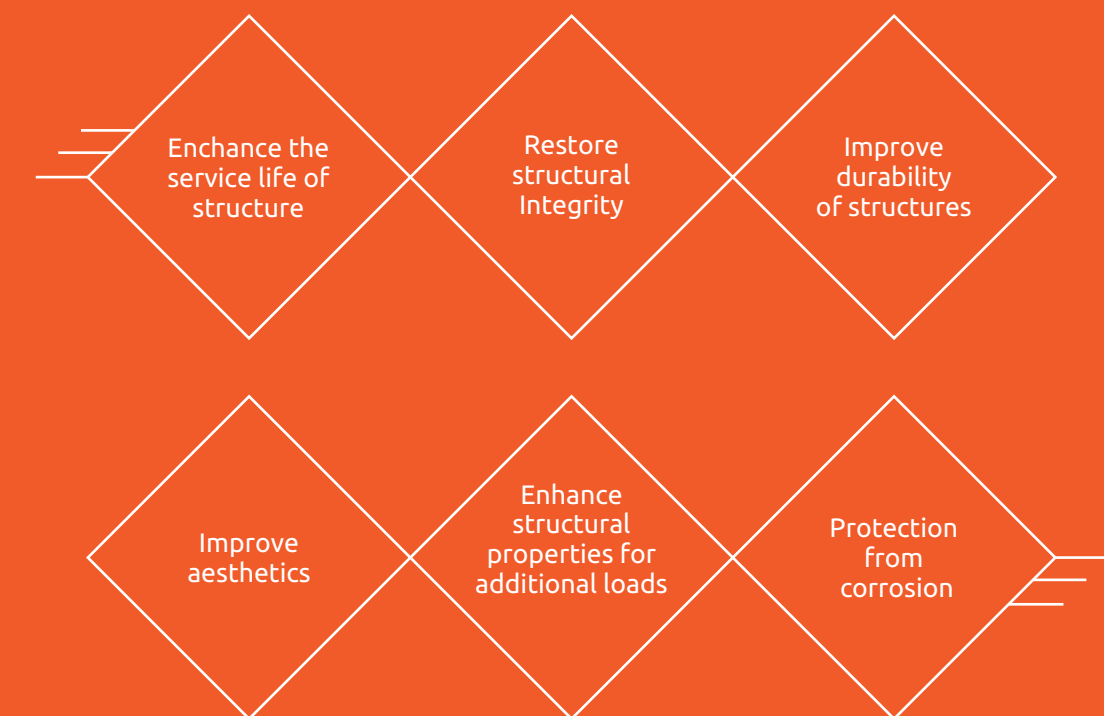 Enchance the
service life of
structure
Restore
structural
Integrity
Improve
durability
of structures
Improve
aesthetics
Enhance
structural
properties for
additional loads
Protection
from
corrosion